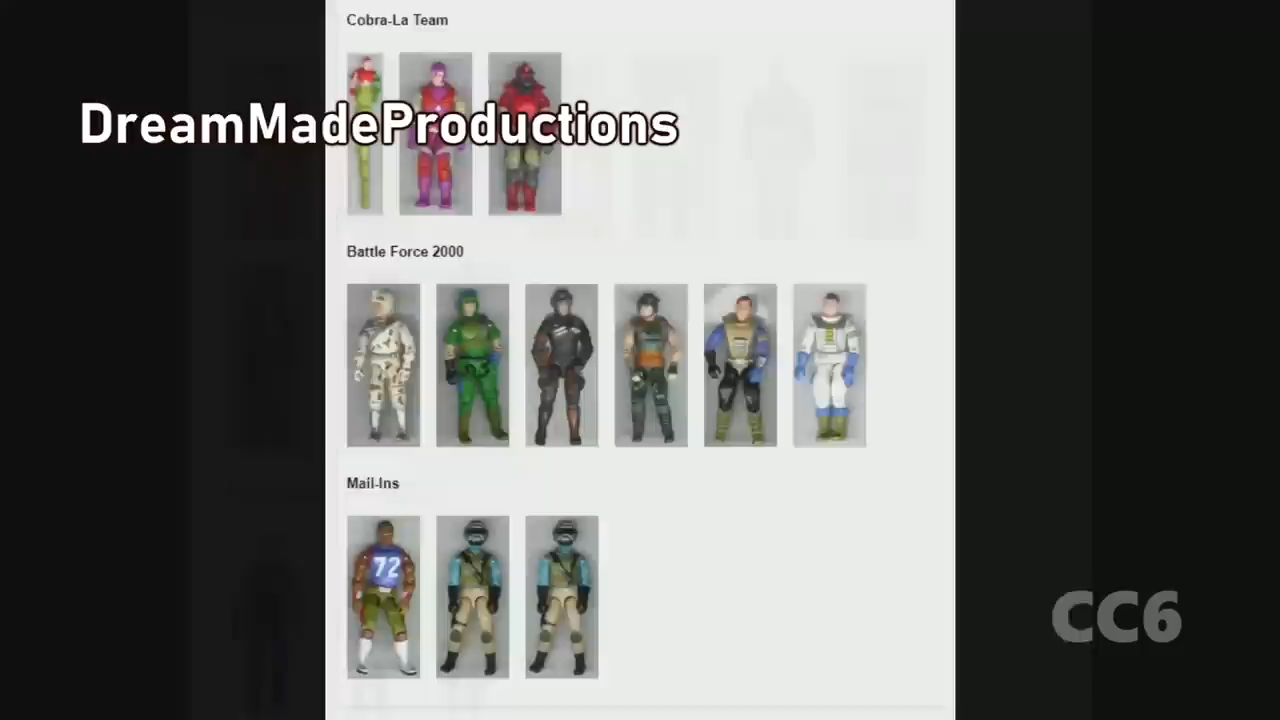 Cobra-La Team
DreamMadeProductions
Battle Force 2000
Mail-Ins
72
CC6